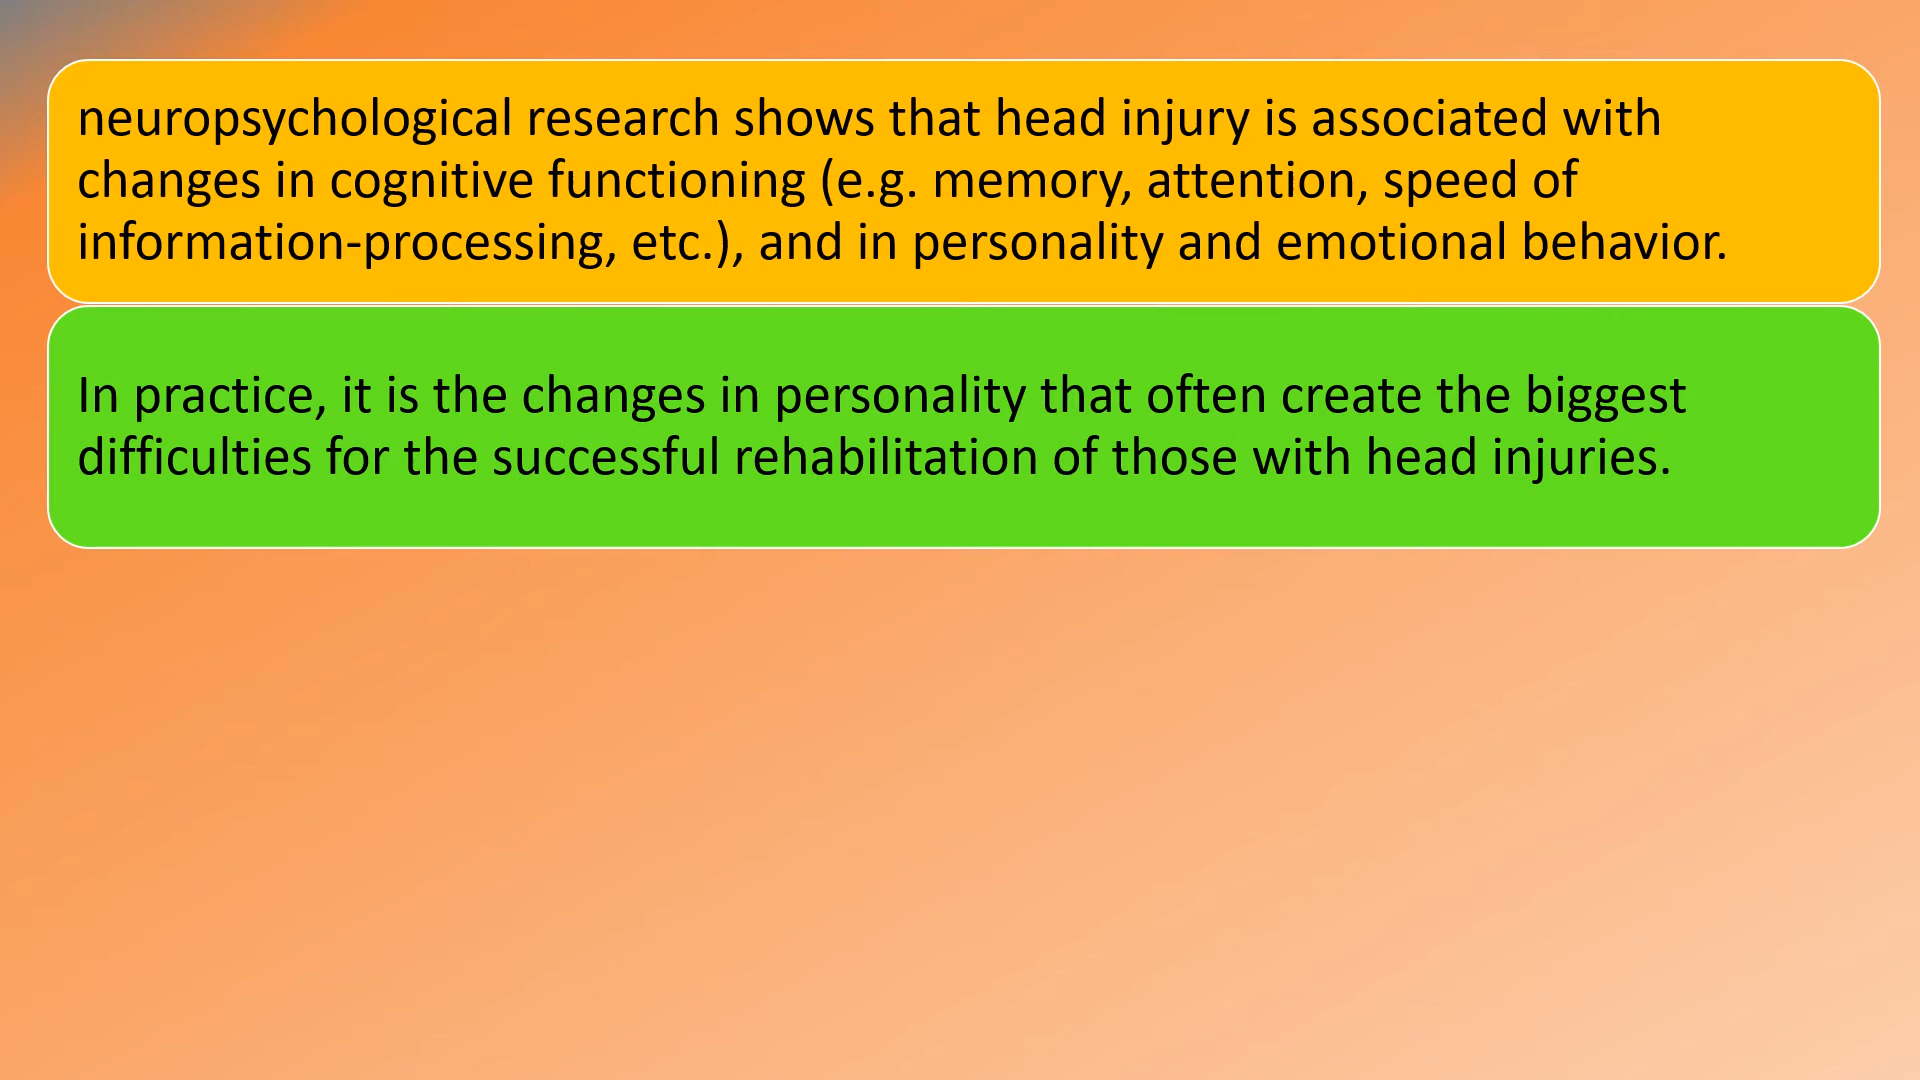 neuropsychological research shows that head injury is associated with
changes in cognitive functioning (e.g. memory, attention, speed of
information-processing, etc.), and in personality and emotional behavior.
In practice, it is the changes in personality that often create the biggest
difficulties for the successful rehabilitation of those with head injuries.